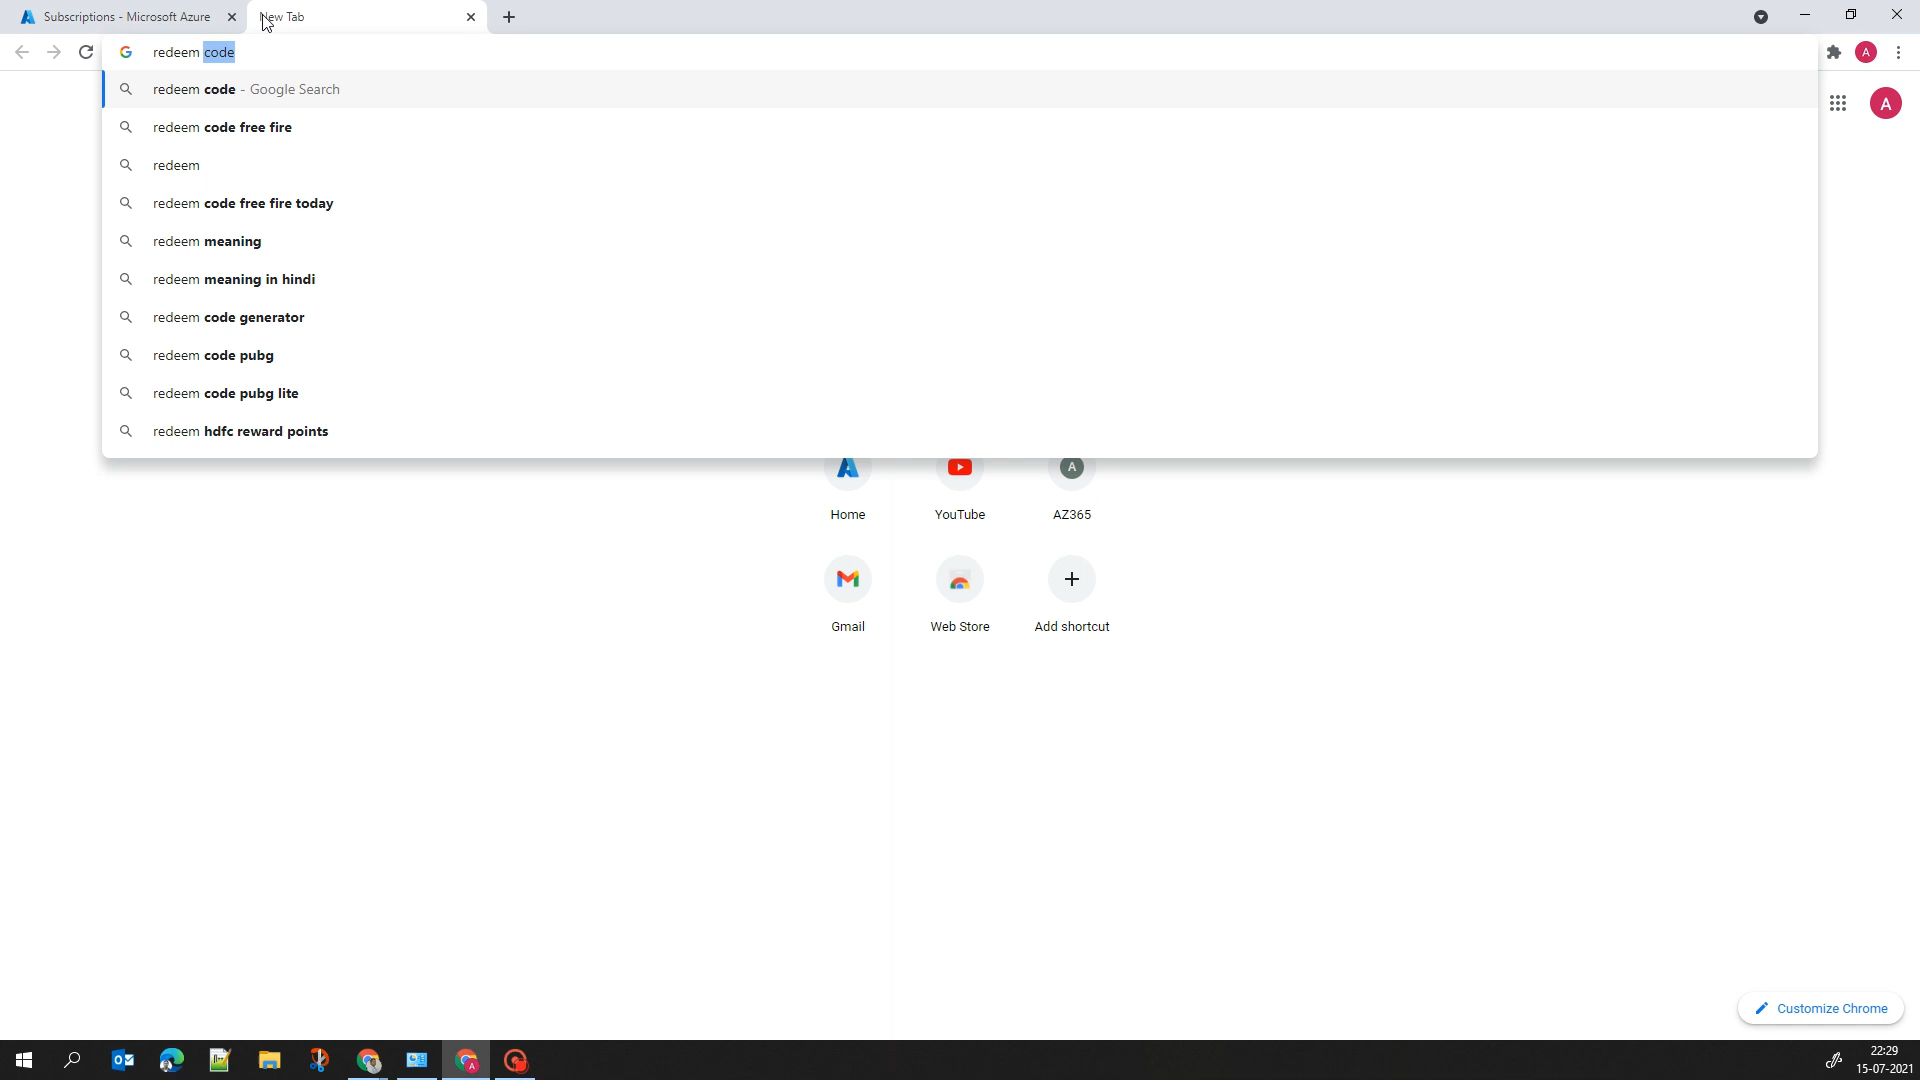 Subscriptions - Microsoft Azure
New Tab
redeem code
A
redeem code - Google Search
A
redeem code free fire
redeem
redeem code free fire today
redeem meaning
redeem meaning in hindi
redeem code generator
redeem code pubg
redeem code pubg lite
redeem hdfc reward points
A
Home
YouTube
AZ365
Gmail
Web Store
Add shortcut
Customize Chrome
22:29
15-07-2021